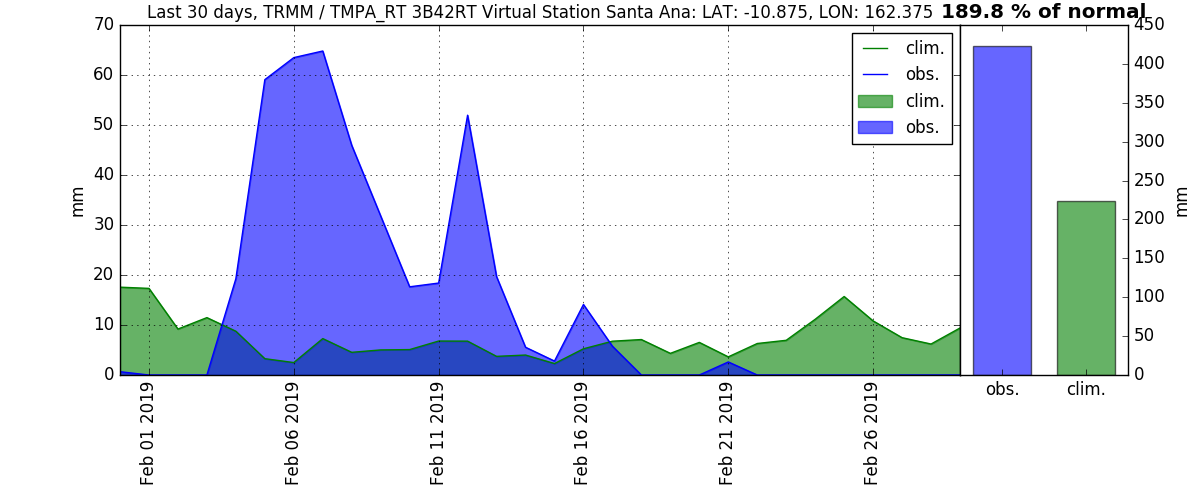 Last 30 days, TRMM / TMPA_RT 3B42RT Virtual Station Santa Ana: LAT: -10.875, LON: 162.375
189.8 % of normal
70
60
50
40
30
20
10
0
mm
clim.
obs.
clim.
obs.
Feb 01 2019
Feb 06 2019
Feb 11 2019
Feb 16 2019
Feb 21 2019
Feb 26 2019
450
400
350
300
250
200
150
100
50
0
mm
obs.
clim.